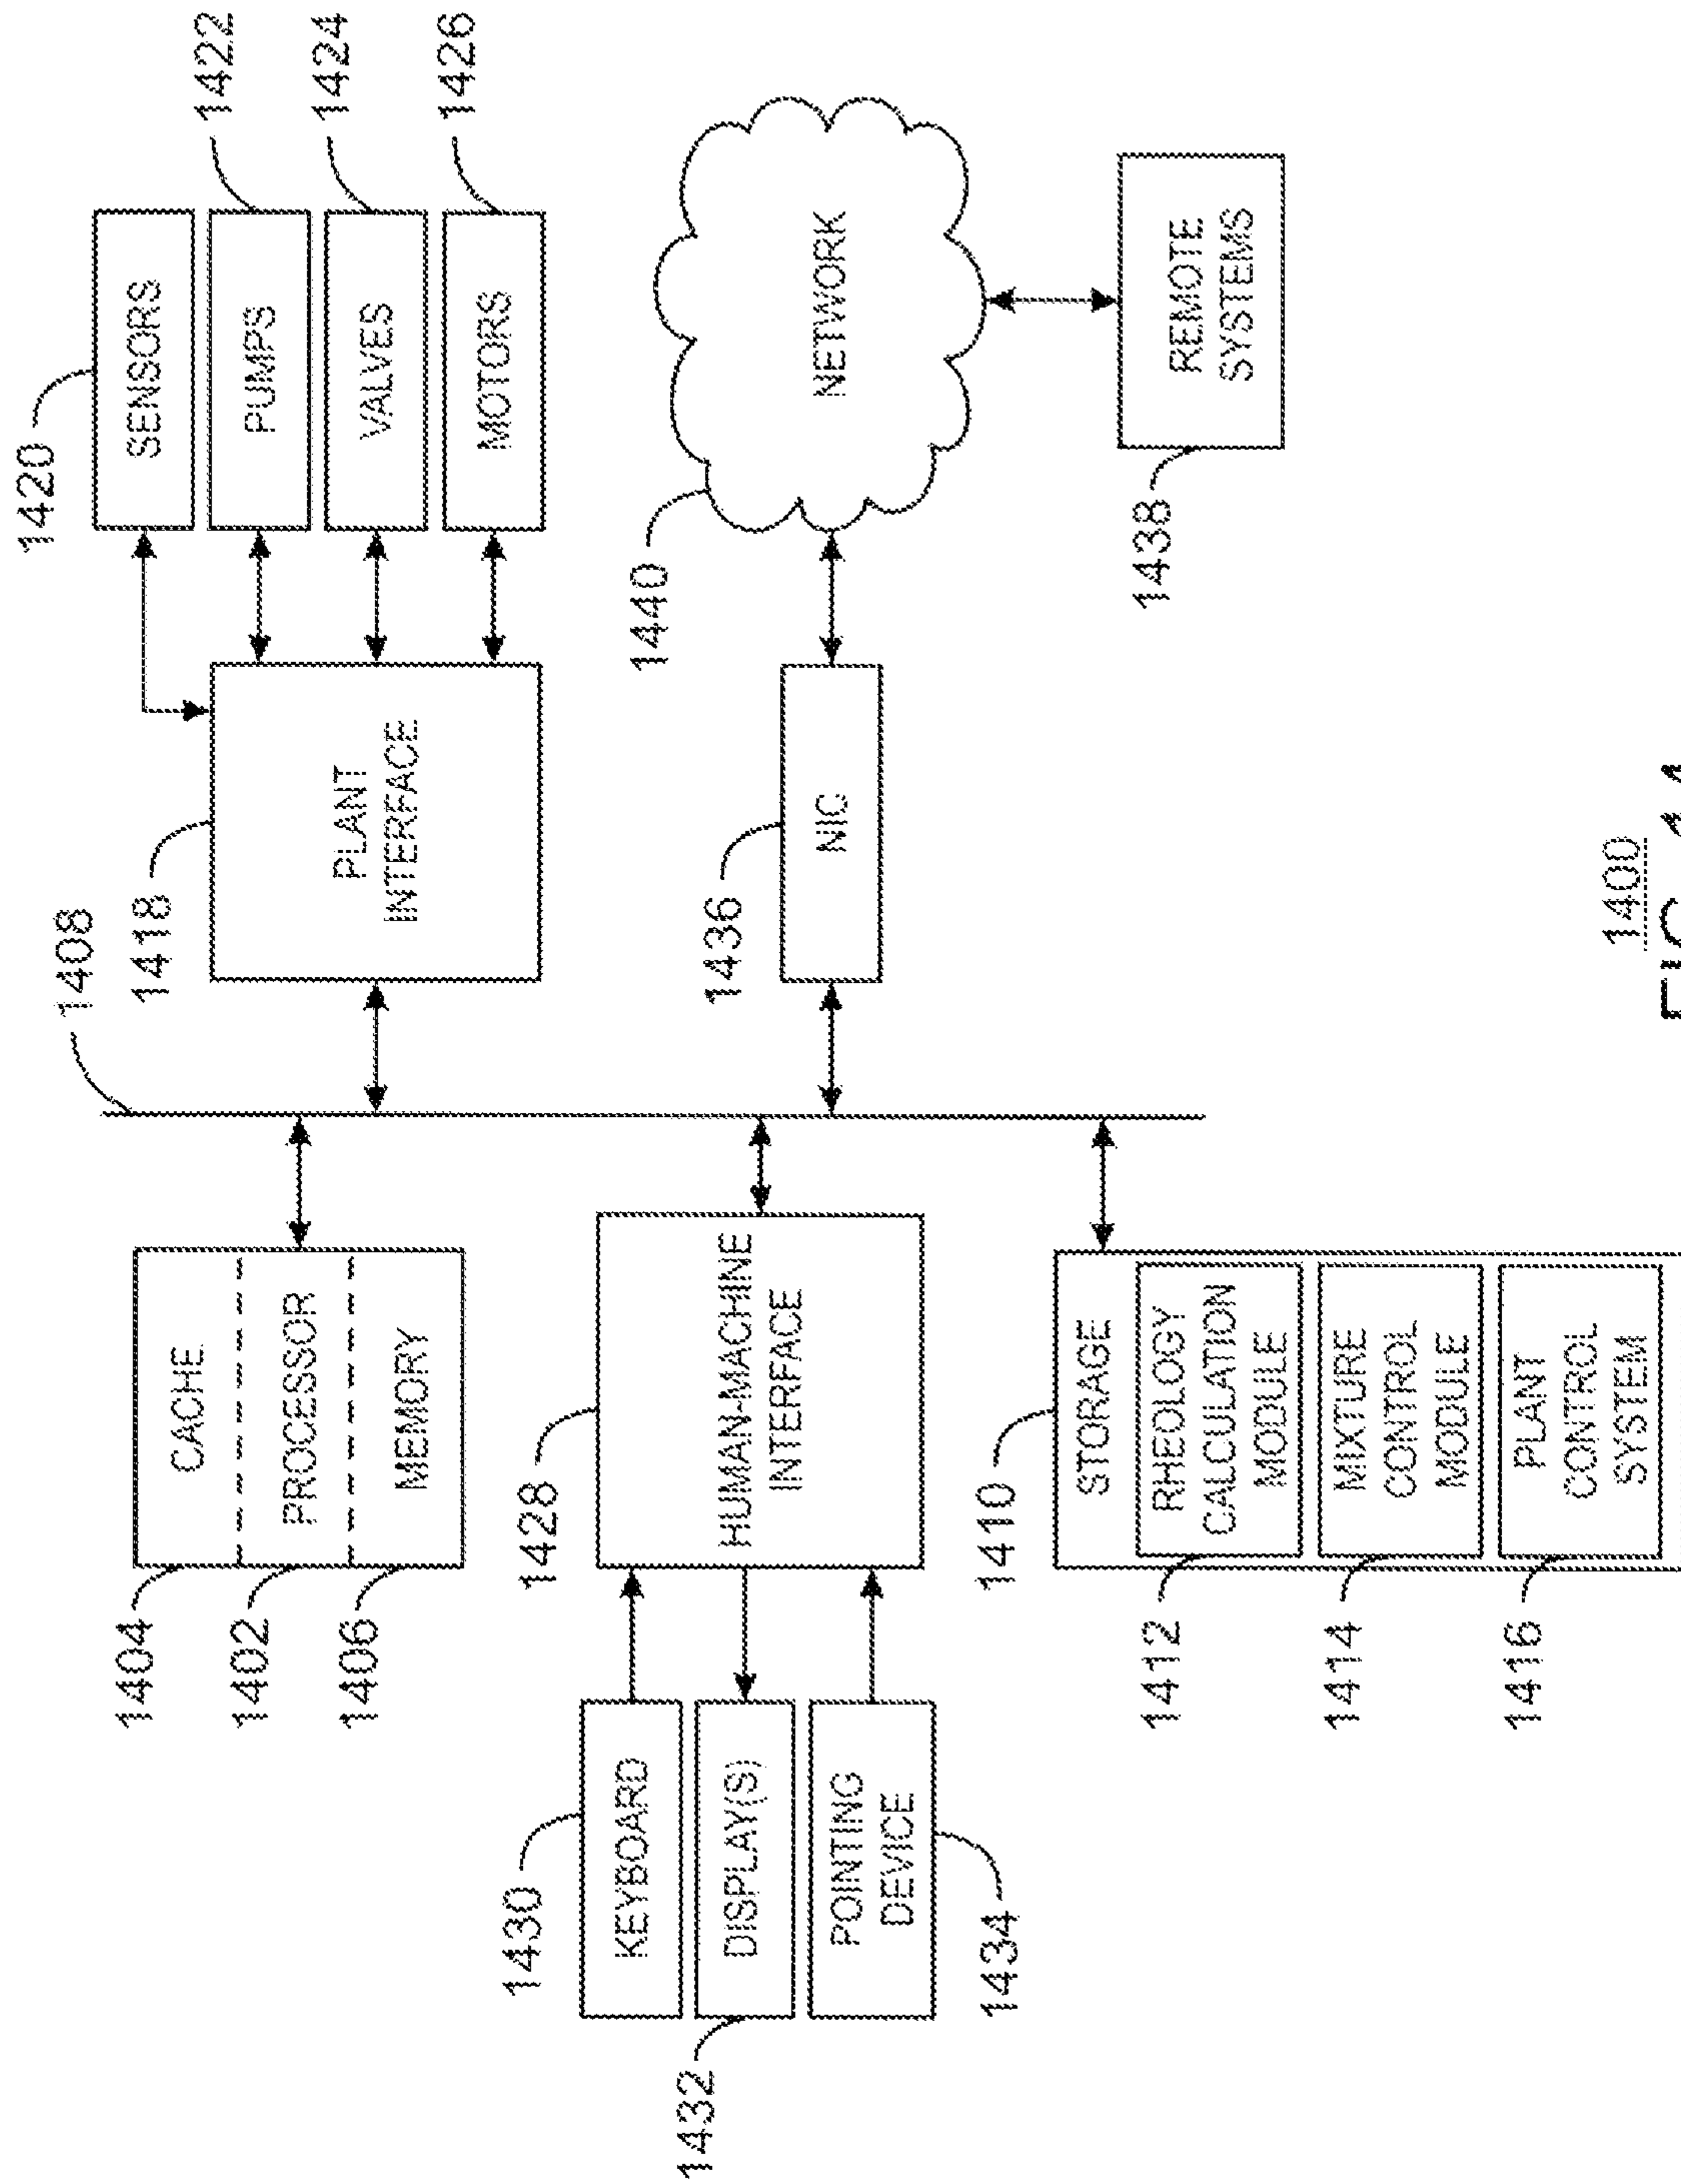 1404
CACHE
1402
PROCESSOR
1406
MEMORY
1408
1418
PLANT
INTERFACE
1420
SENSORS
PUMPS
1422
VALVES
1424
MOTORS
1426
1430
KEYBOARD
1432
DISPLAY(S)
POINTING
DEVICE
1434
1428
HUMAN-MACHINE
INTERFACE
1436
NIC
1440
NETWORK
1438
REMOTE
SYSTEMS
1410
STORAGE
1412
RHEOLOGY
CALCULATION
MODULE
1414
MIXTURE
CONTROL
MODULE
1416
PLANT
CONTROL
SYSTEM
1400
FIG. 14